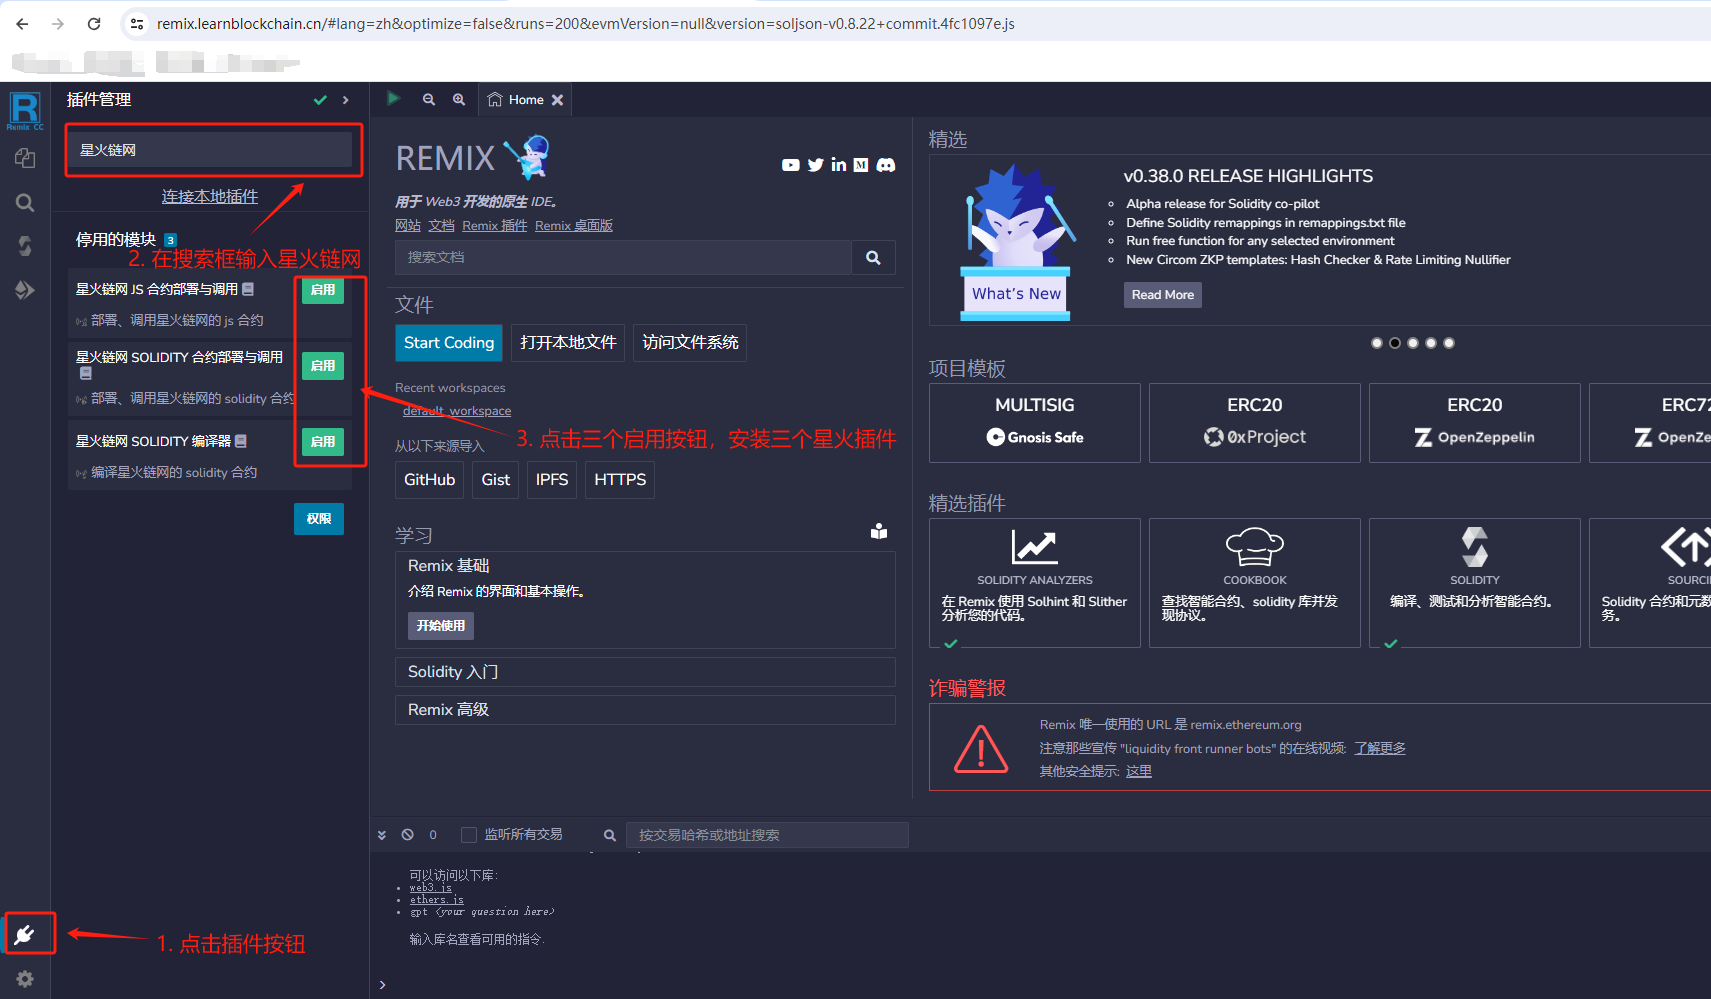 remix.learnblockchain.cn/#lang=zh&optimize=false&runs=200&evmVersion=null&version=soljson-v0.8.22+commit.4fc1097e.js
R
Remix CC
插件管理
星火链网
连接本地插件
停用的模块 3
2. 在搜索框输入星火链网
星火链网 JS 合约部署与调用
启用
部署、调用星火链网的 js 合约
星火链网 SOLIDITY 合约部署与调用
启用
部署、调用星火链网的 solidity 合约
星火链网 SOLIDITY 编译器
启用
编译星火链网的 solidity 合约
权限
1. 点击插件按钮
Home
REMIX
用于 Web3 开发的原生 IDE。
网站 文档 Remix 插件 Remix 桌面版
搜索文档
文件
Start Coding
打开本地文件
访问文件系统
Recent workspaces
default_workspace
3. 点击三个启用按钮，安装三个星火插件
从以下来源导入
GitHub
Gist
IPFS
HTTPS
学习
Remix 基础
介绍 Remix 的界面和基本操作。
开始使用
Solidity 入门
Remix 高级
精选
What's New
v0.38.0 RELEASE HIGHLIGHTS
Alpha release for Solidity co-pilot
Define Solidity remappings in remappings.txt file
Run free function for any selected environment
New Circom ZKP templates: Hash Checker & Rate Limiting Nullifier
Read More
项目模板
MULTISIG
Gnosis Safe
ERC20
0xProject
ERC20
OpenZeppelin
ERC72
OpenZe
精选插件
SOLIDITY ANALYZERS
在 Remix 使用 Solhint 和 Slither
分析您的代码。
COOKBOOK
查找智能合约、solidity 库并发
现协议。
SOLIDITY
编译、测试和分析智能合约。
SOURCI
Solidity 合约和元数
务。
诈骗警报
Remix 唯一使用的 URL 是 remix.ethereum.org
注意那些宣传 "liquidity front runner bots" 的在线视频: 了解更多
其他安全提示: 这里
0
监听所有交易
按交易哈希或地址搜索
可以访问以下库:
web3.js
ethers.js
gpt <your question here>
输入库名查看可用的指令.
>